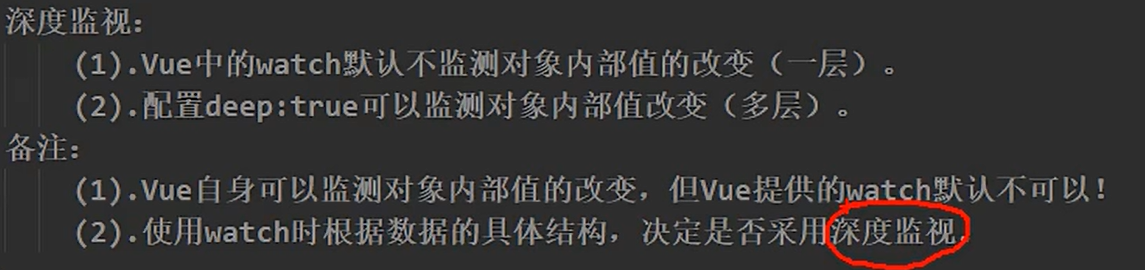 深度监视：
(1).Vue中的watch默认不监测对象内部值的改变（一层）。
(2).配置deep:true可以监测对象内部值改变（多层）。
备注：
(1).Vue自身可以监测对象内部值的改变，但Vue提供的watch默认不可以！
(2).使用watch时根据数据的具体结构，决定是否采用深度监视。